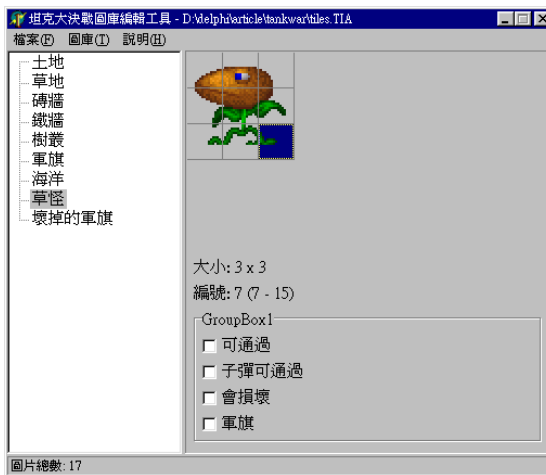 坦克大決戰圖庫編輯工具 - D:\delphi\article\tankwar\tiles.TIA
檔案(F) 圖庫(I) 說明(H)
土地
草地
磚牆
鐵牆
樹叢
軍旗
海洋
草怪
壞掉的軍旗
大小: 3 x 3
編號: 7 (7 - 15)
GroupBox1
可通過
子彈可通過
會損壞
軍旗
圖片總數: 17